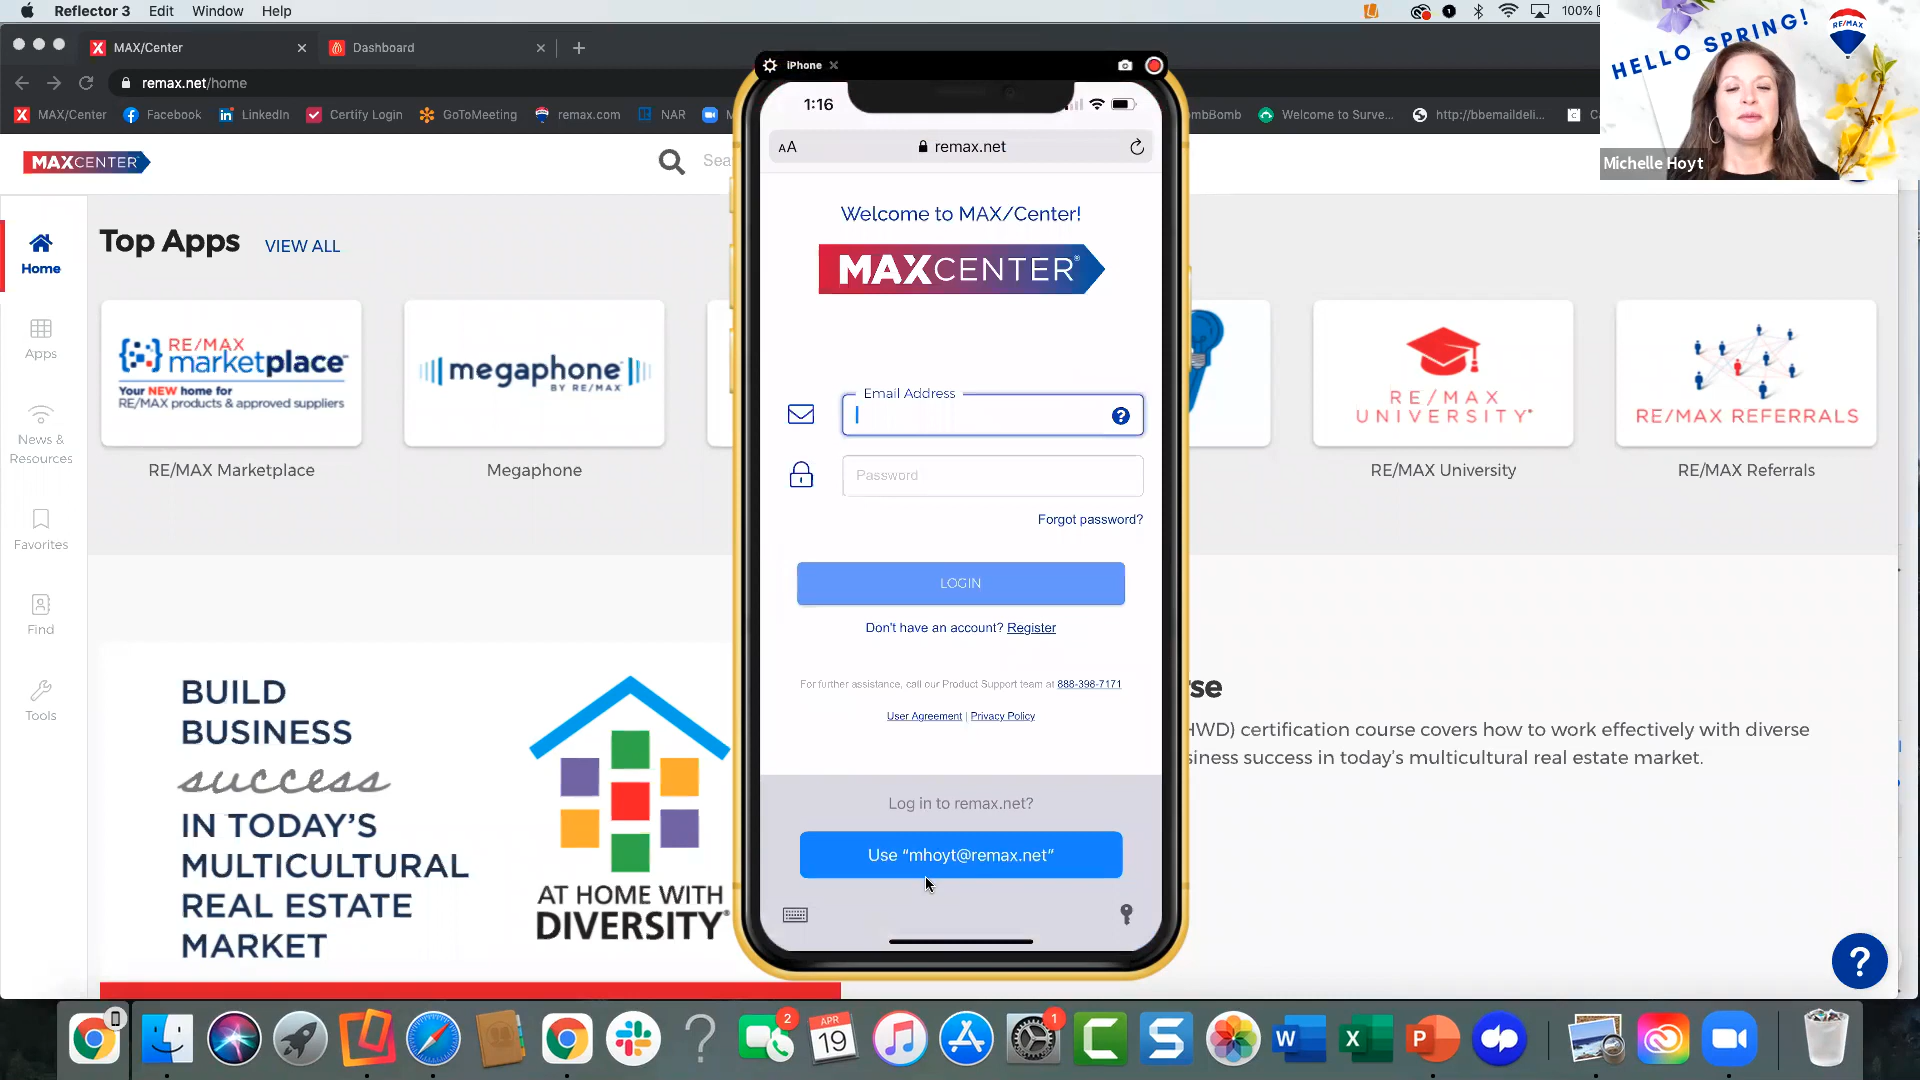 Reflector 3 Edit Window Help
100%
MAX/Center
Dashboard
remax.net/home
MAX/Center Facebook LinkedIn Certify Login GoToMeeting remax.com NAR
mbBomb Welcome to Surve... http://bbemaildeli...
HELLO SPRING!
RE/MAX
Michelle Hoyt
MAXCENTER
Sea
Home
Apps
News &
Resources
Favorites
Find
Tools
Top Apps VIEW ALL
RE/MAX
marketplace
Your NEW home for
RE/MAX products & approved suppliers
RE/MAX Marketplace
megaphone
BY RE/MAX
Megaphone
RE/MAX
UNIVERSITY
RE/MAX University
RE/MAX REFERRALS
RE/MAX Referrals
iPhone
1:16
AA
remax.net
Welcome to MAX/Center!
MAXCENTER®
Email Address
Password
Forgot password?
LOGIN
Don't have an account? Register
For further assistance, call our Product Support team at 888-398-7171
User Agreement | Privacy Policy
Log in to remax.net?
Use “mhoyt@remax.net”
BUILD
BUSINESS
success
IN TODAY'S
MULTICULTURAL
REAL ESTATE
MARKET
AT HOME WITH
DIVERSITY®
rse
HWD) certification course covers how to work effectively with diverse
siness success in today's multicultural real estate market.
?
2
APR
19
1
W
X
P
C
S